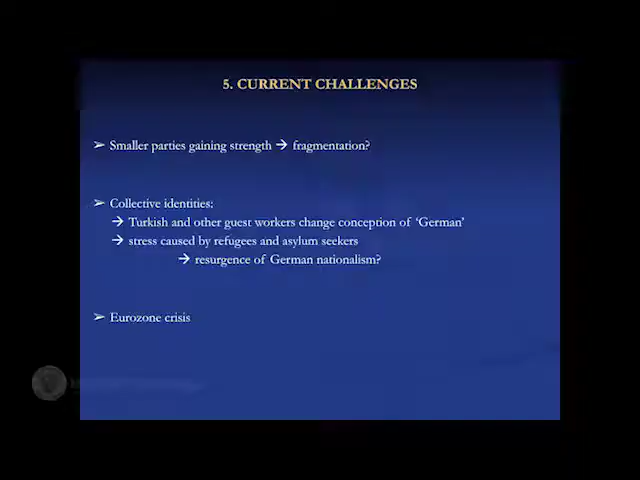 5. CURRENT CHALLENGES
➢ Smaller parties gaining strength → fragmentation?
➢ Collective identities:
→ Turkish and other guest workers change conception of ‘German’
→ stress caused by refugees and asylum seekers
→ resurgence of German nationalism?
➢ Eurozone crisis